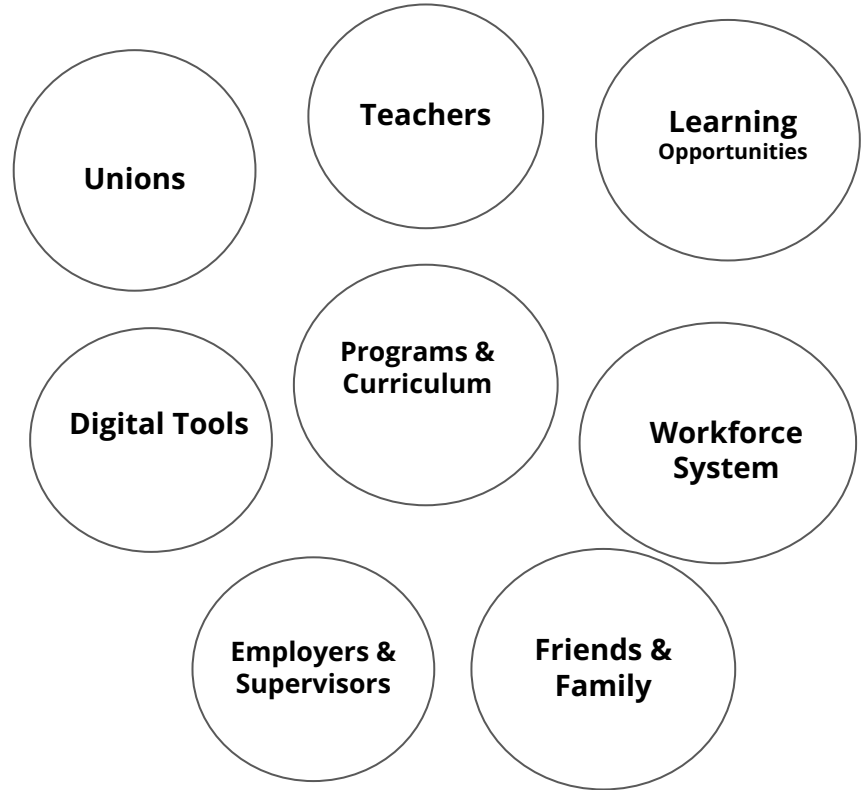 Unions
Teachers
Learning
Opportunities
Digital Tools
Programs &
Curriculum
Workforce
System
Employers &
Supervisors
Friends &
Family